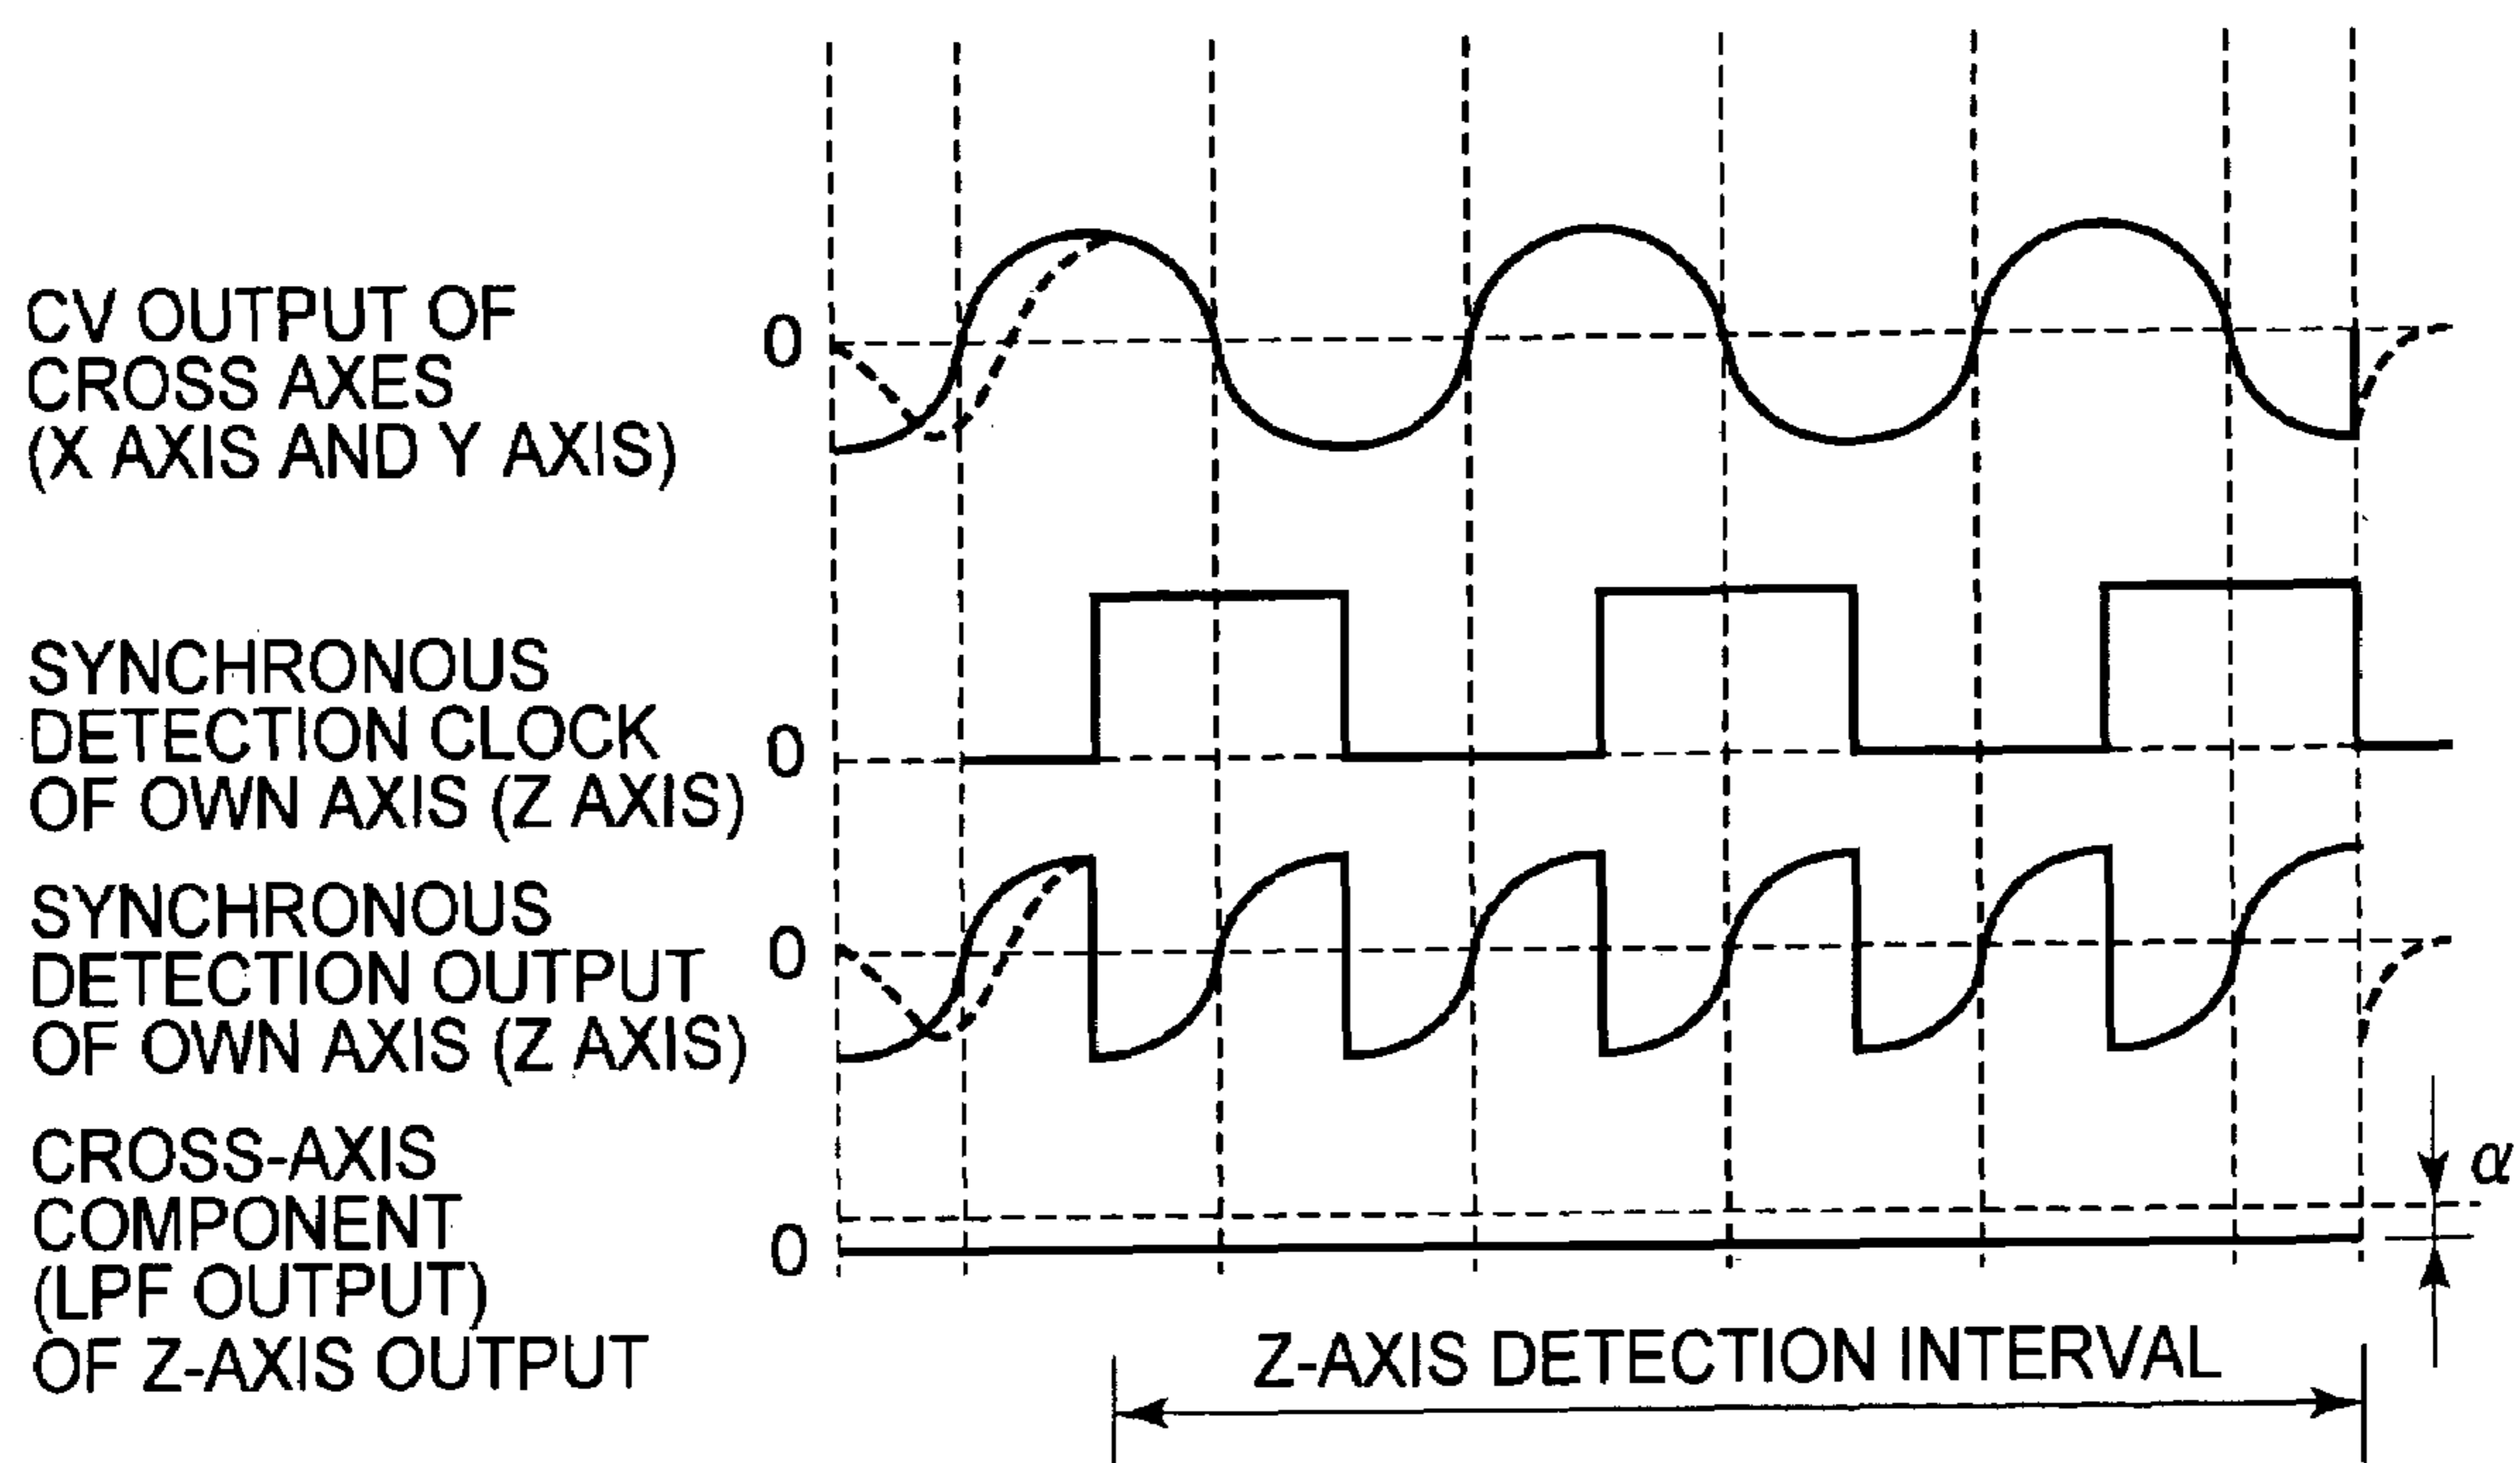 CV OUTPUT OF
CROSS AXES
(X AXIS AND Y AXIS)
0
SYNCHRONOUS
DETECTION CLOCK
OF OWN AXIS (Z AXIS)
0
SYNCHRONOUS
DETECTION OUTPUT
OF OWN AXIS (Z AXIS)
0
CROSS-AXIS
COMPONENT
(LPF OUTPUT)
OF Z-AXIS OUTPUT
0
α
Z-AXIS DETECTION INTERVAL